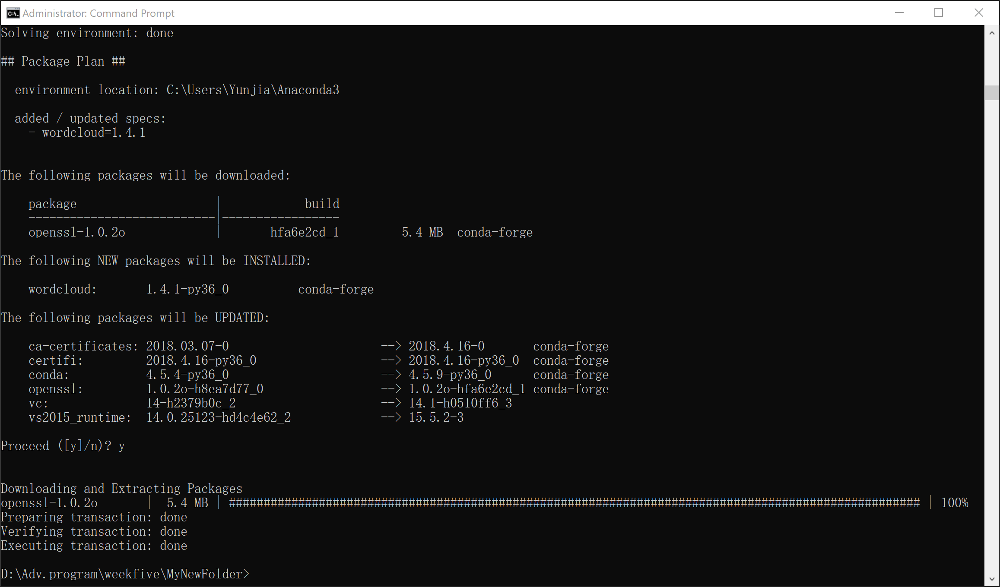 Administrator: Command Prompt
Solving environment: done
## Package Plan ##
environment location: C:\Users\Yunjia\Anaconda3
added / updated specs:
- wordcloud=1.4.1
The following packages will be downloaded:
package | build
---------------------------|-----------------
openssl-1.0.2o | hfa6e2cd_1 5.4 MB conda-forge
The following NEW packages will be INSTALLED:
wordcloud: 1.4.1-py36_0 conda-forge
The following packages will be UPDATED:
ca-certificates: 2018.03.07-0 --> 2018.4.16-0 conda-forge
certifi: 2018.4.16-py36_0 --> 2018.4.16-py36_0 conda-forge
conda: 4.5.4-py36_0 --> 4.5.9-py36_0 conda-forge
openssl: 1.0.2o-h8ea7d77_0 --> 1.0.2o-hfa6e2cd_1 conda-forge
vc: 14-h2379b0c_2 --> 14.1-h0510ff6_3
vs2015_runtime: 14.0.25123-hd4c4e62_2 --> 15.5.2-3
Proceed ([y]/n)? y
Downloading and Extracting Packages
openssl-1.0.2o | 5.4 MB | #################################################################################################### | 100%
Preparing transaction: done
Verifying transaction: done
Executing transaction: done
D:\Adv.program\weekfive\MyNewFolder>